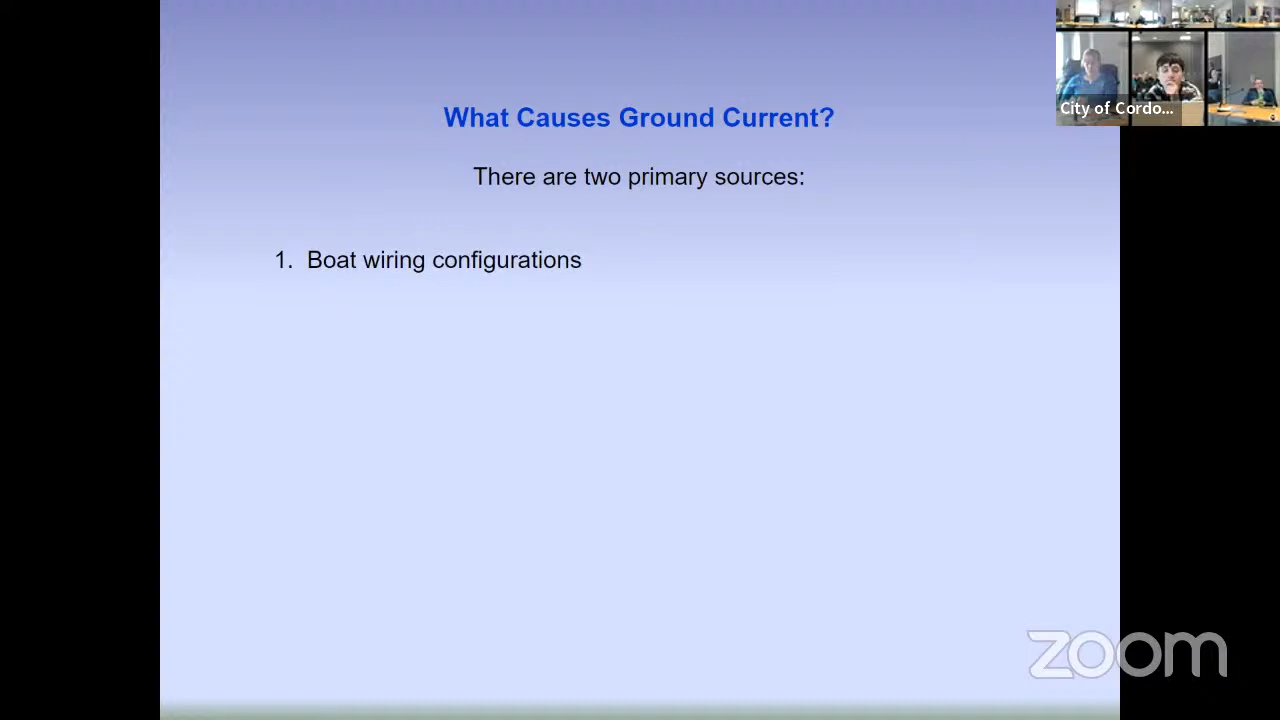 What Causes Ground Current?
There are two primary sources:
1. Boat wiring configurations
City of Cordo...
zoom